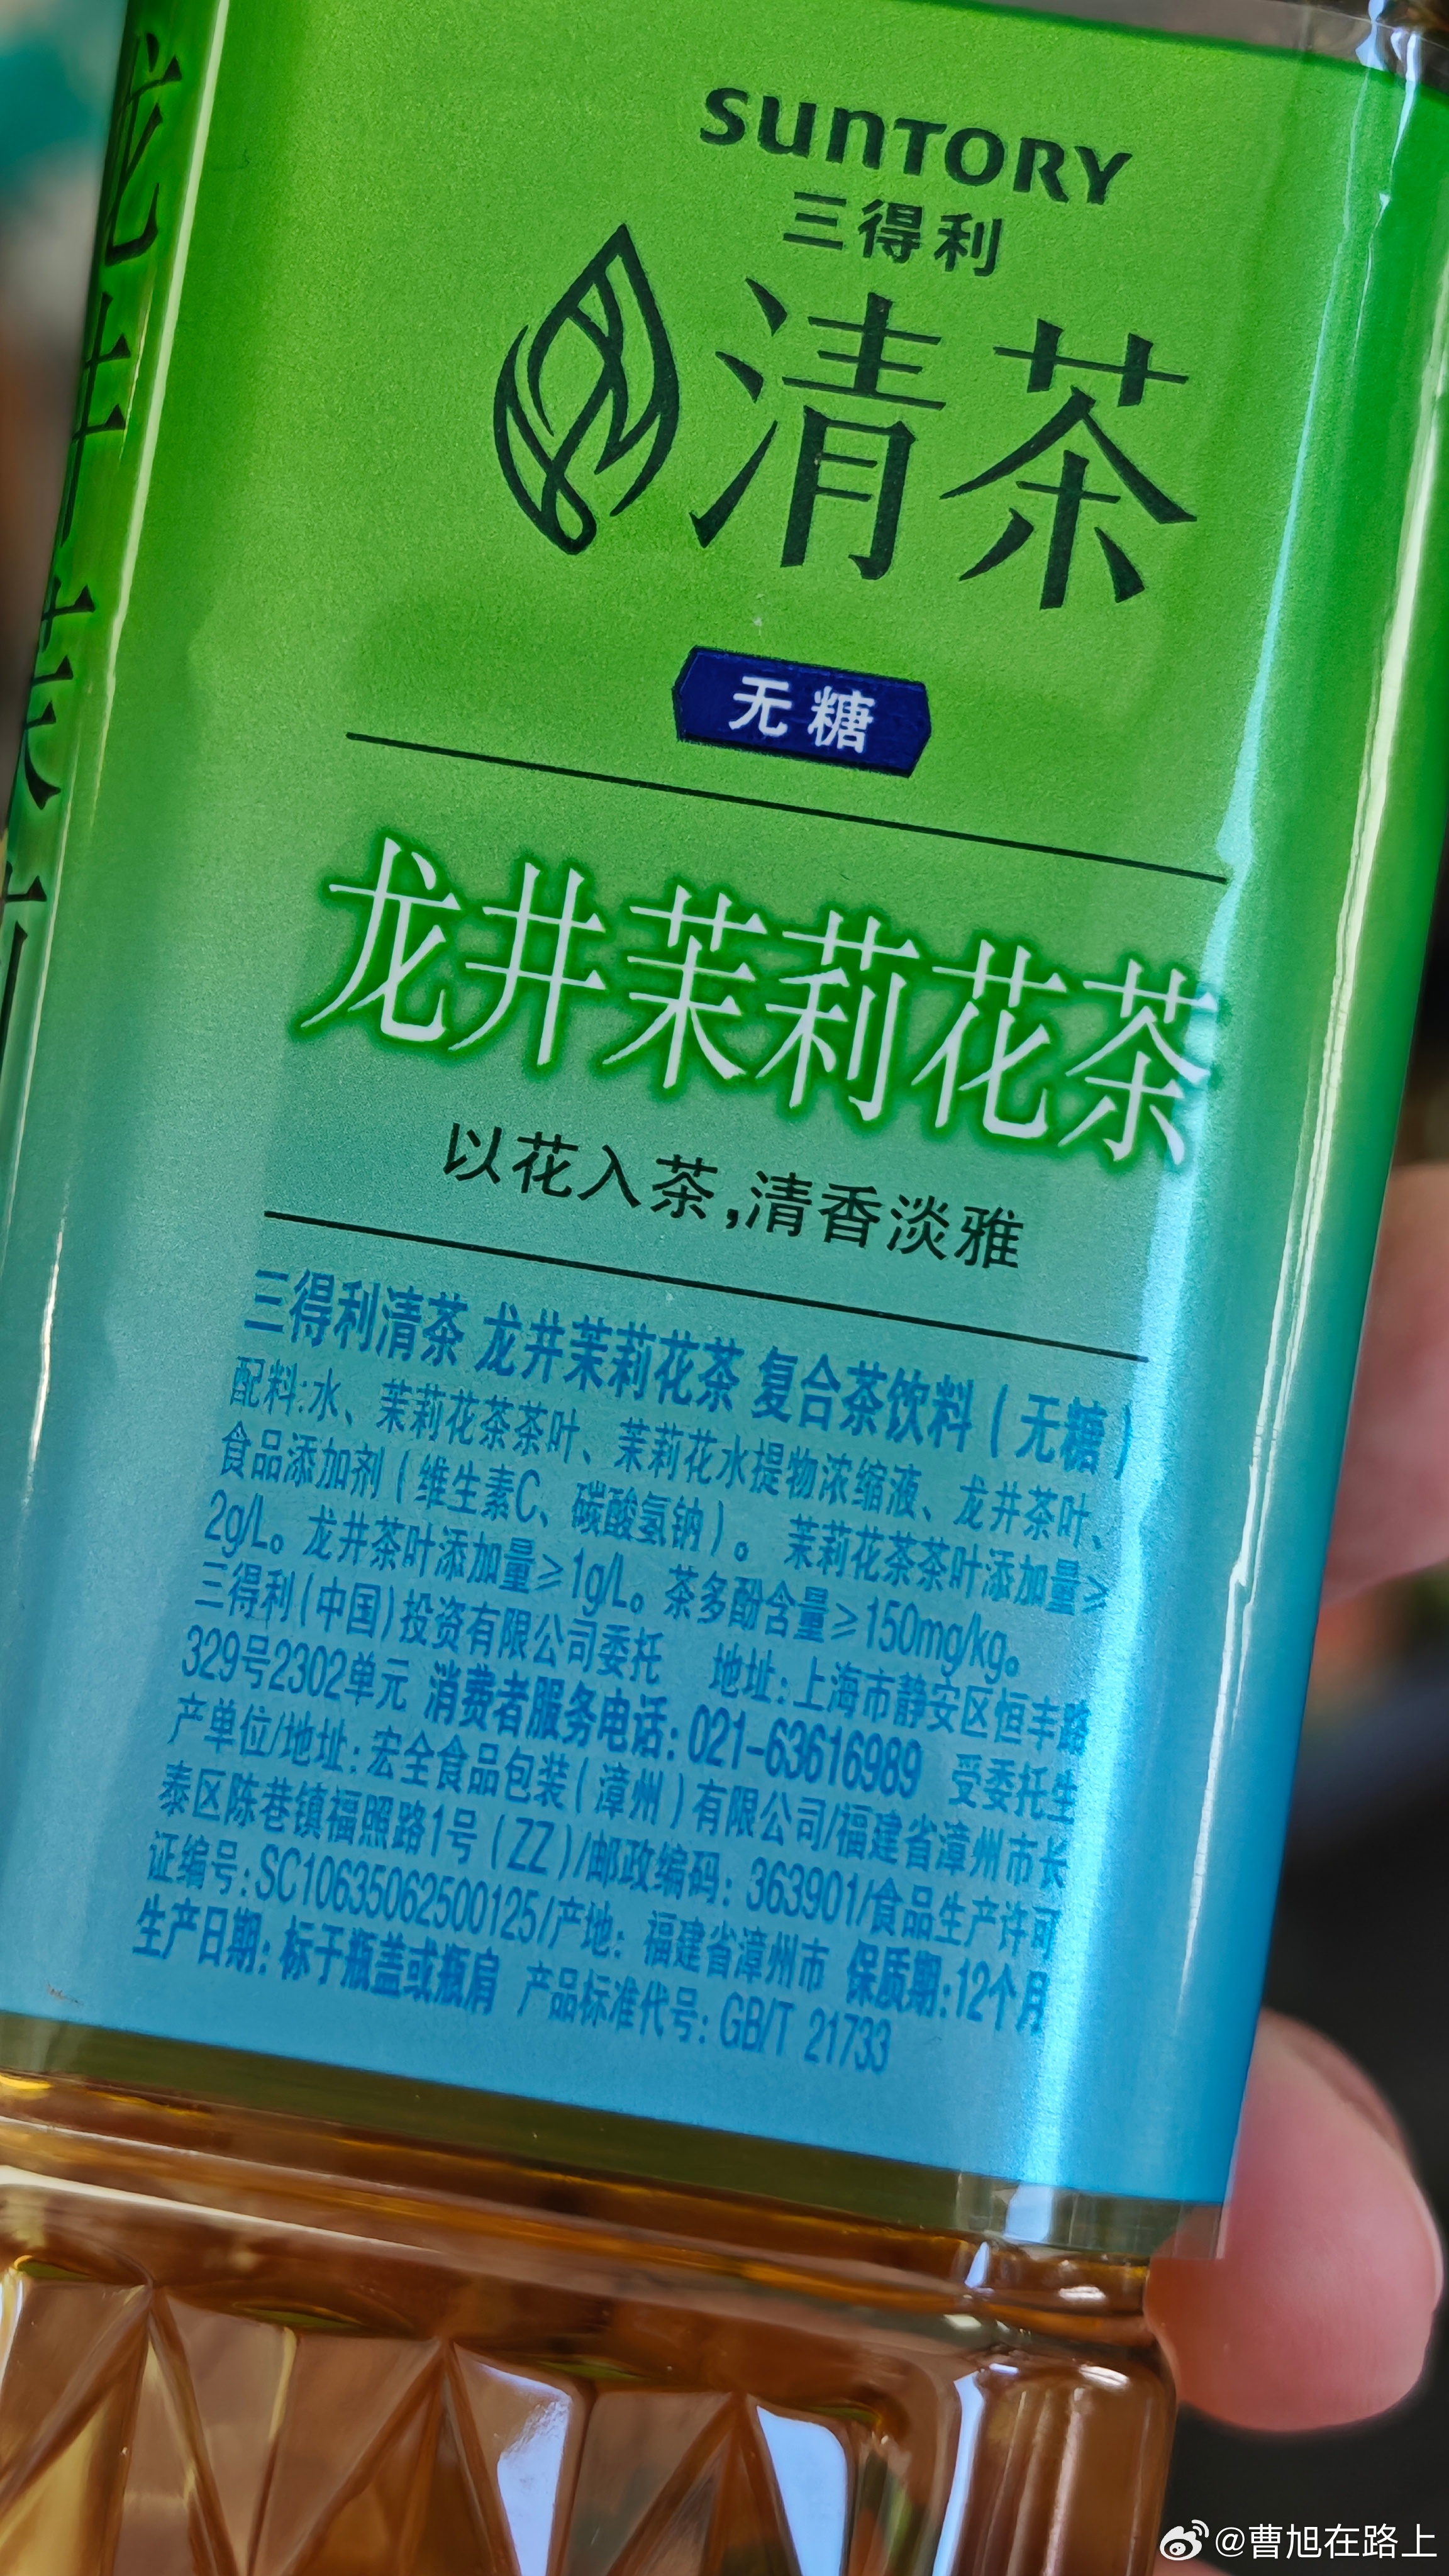 SUNTORY
三得利
清茶
无糖
龙井茉莉花茶
以花入茶,清香淡雅
三得利清茶 龙井茉莉花茶 复合茶饮料(无糖)
配料:水、茉莉花茶茶叶、茉莉花水提物浓缩液、龙井茶叶、
食品添加剂(维生素C、碳酸氢钠)。 茉莉花茶茶叶添加量≥
2g/L。龙井茶叶添加量≥1g/L。茶多酚含量≥150mg/kg。
三得利(中国)投资有限公司委托 地址:上海市静安区恒丰路
329号2302单元 消费者服务电话:021-63616989 受委托生
产单位/地址:宏全食品包装(漳州)有限公司/福建省漳州市长
泰区陈巷镇福照路1号(ZZ)/邮政编码:363901/食品生产许可
证编号:SC10635062500125/产地:福建省漳州市 保质期:12个月
生产日期:标于瓶盖或瓶肩 产品标准代号:GB/T 21733
龙井茉
@曹旭在路上